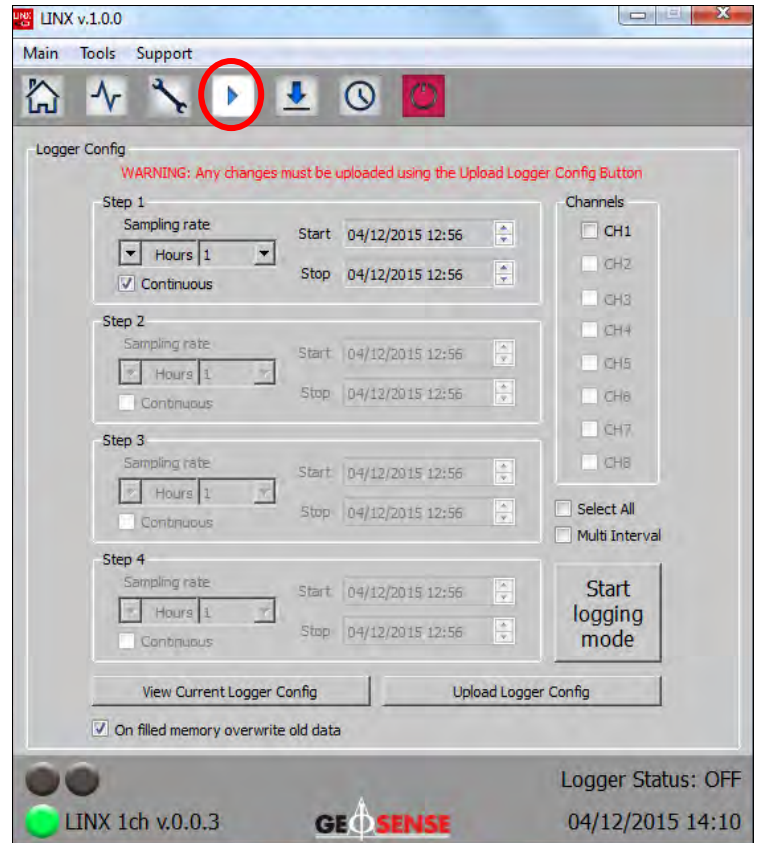 LINX v.1.0.0
Main Tools Support
Logger Config
WARNING: Any changes must be uploaded using the Upload Logger Config Button
Step 1
Sampling rate
Hours 1
Continuous
Start 04/12/2015 12:56
Stop 04/12/2015 12:56
Step 2
Sampling rate
Hours 1
Continuous
Start 04/12/2015 12:56
Stop 04/12/2015 12:56
Step 3
Sampling rate
Hours 1
Continuous
Start 04/12/2015 12:56
Stop 04/12/2015 12:56
Step 4
Sampling rate
Hours 1
Continuous
Start 04/12/2015 12:56
Stop 04/12/2015 12:56
Channels
CH1
CH2
CH3
CH4
CH5
CH6
CH7
CH8
Select All
Multi Interval
Start
logging
mode
View Current Logger Config
Upload Logger Config
On filled memory overwrite old data
Logger Status: OFF
LINX 1ch v.0.0.3
GEOSENSE
04/12/2015 14:10